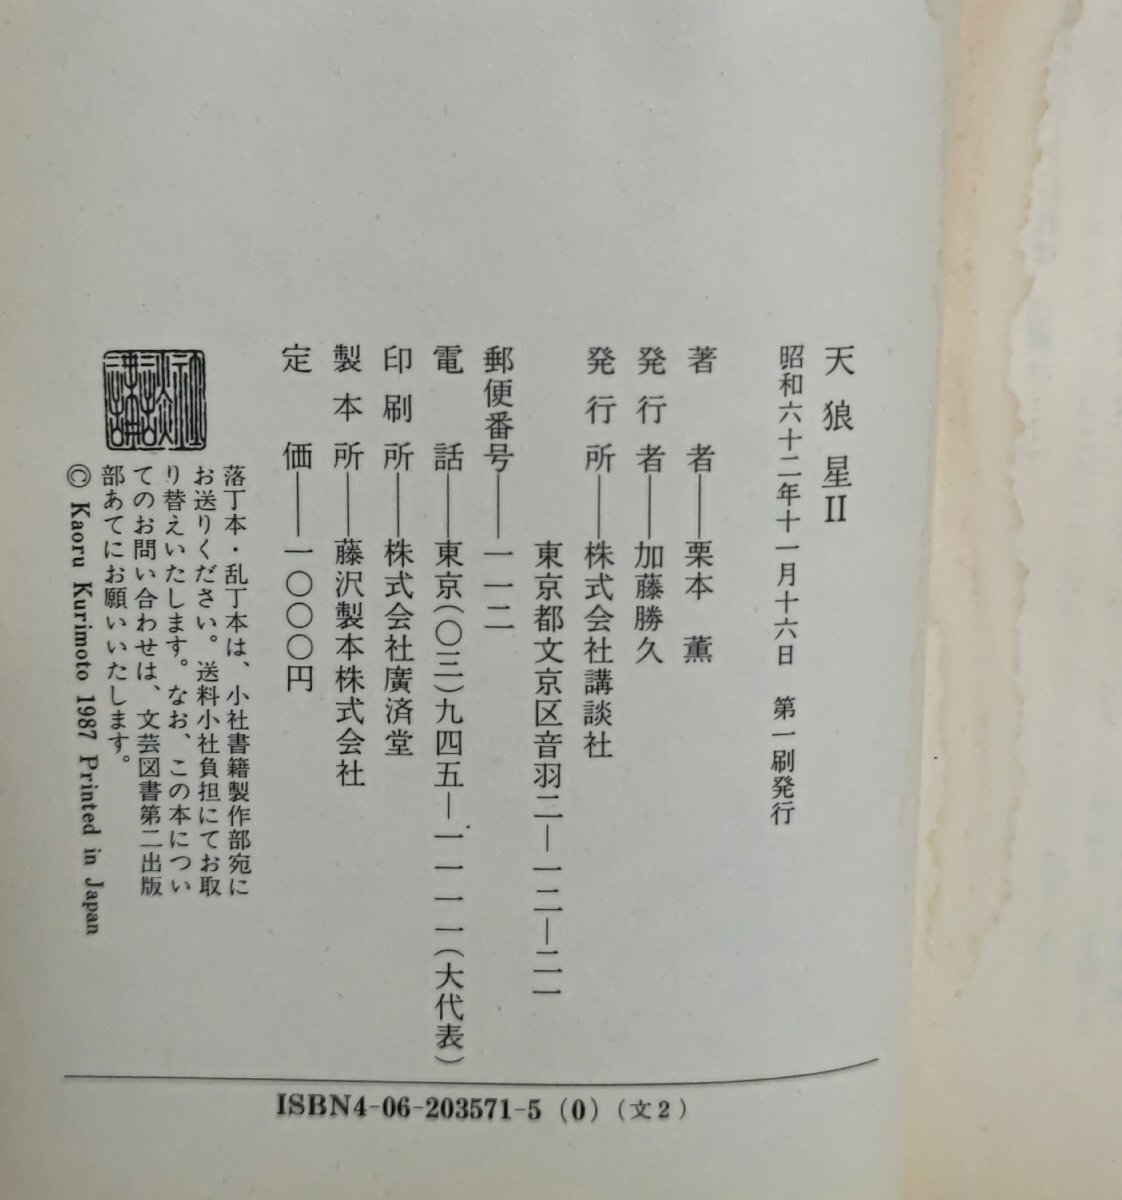 天狼星II
昭和六十二年十一月十六日 第一刷発行
著者――栗本 薫
発行者――加藤勝久
発行所――株式会社講談社
東京都文京区音羽二―一二―二一
郵便番号――一一二
電話――東京(〇三)九四五―一一一一(大代表)
印刷所――株式会社廣済堂
製本所――藤沢製本株式会社
定価――一〇〇〇円
落丁本・乱丁本は、小社書籍製作部宛に
お送りください。送料小社負担にてお取
り替えいたします。なお、この本につい
てのお問い合わせは、文芸図書第二出版
部あてにお願いいたします。
© Kaoru Kurimoto 1987 Printed in Japan
ISBN4-06-203571-5 (0) (文2)